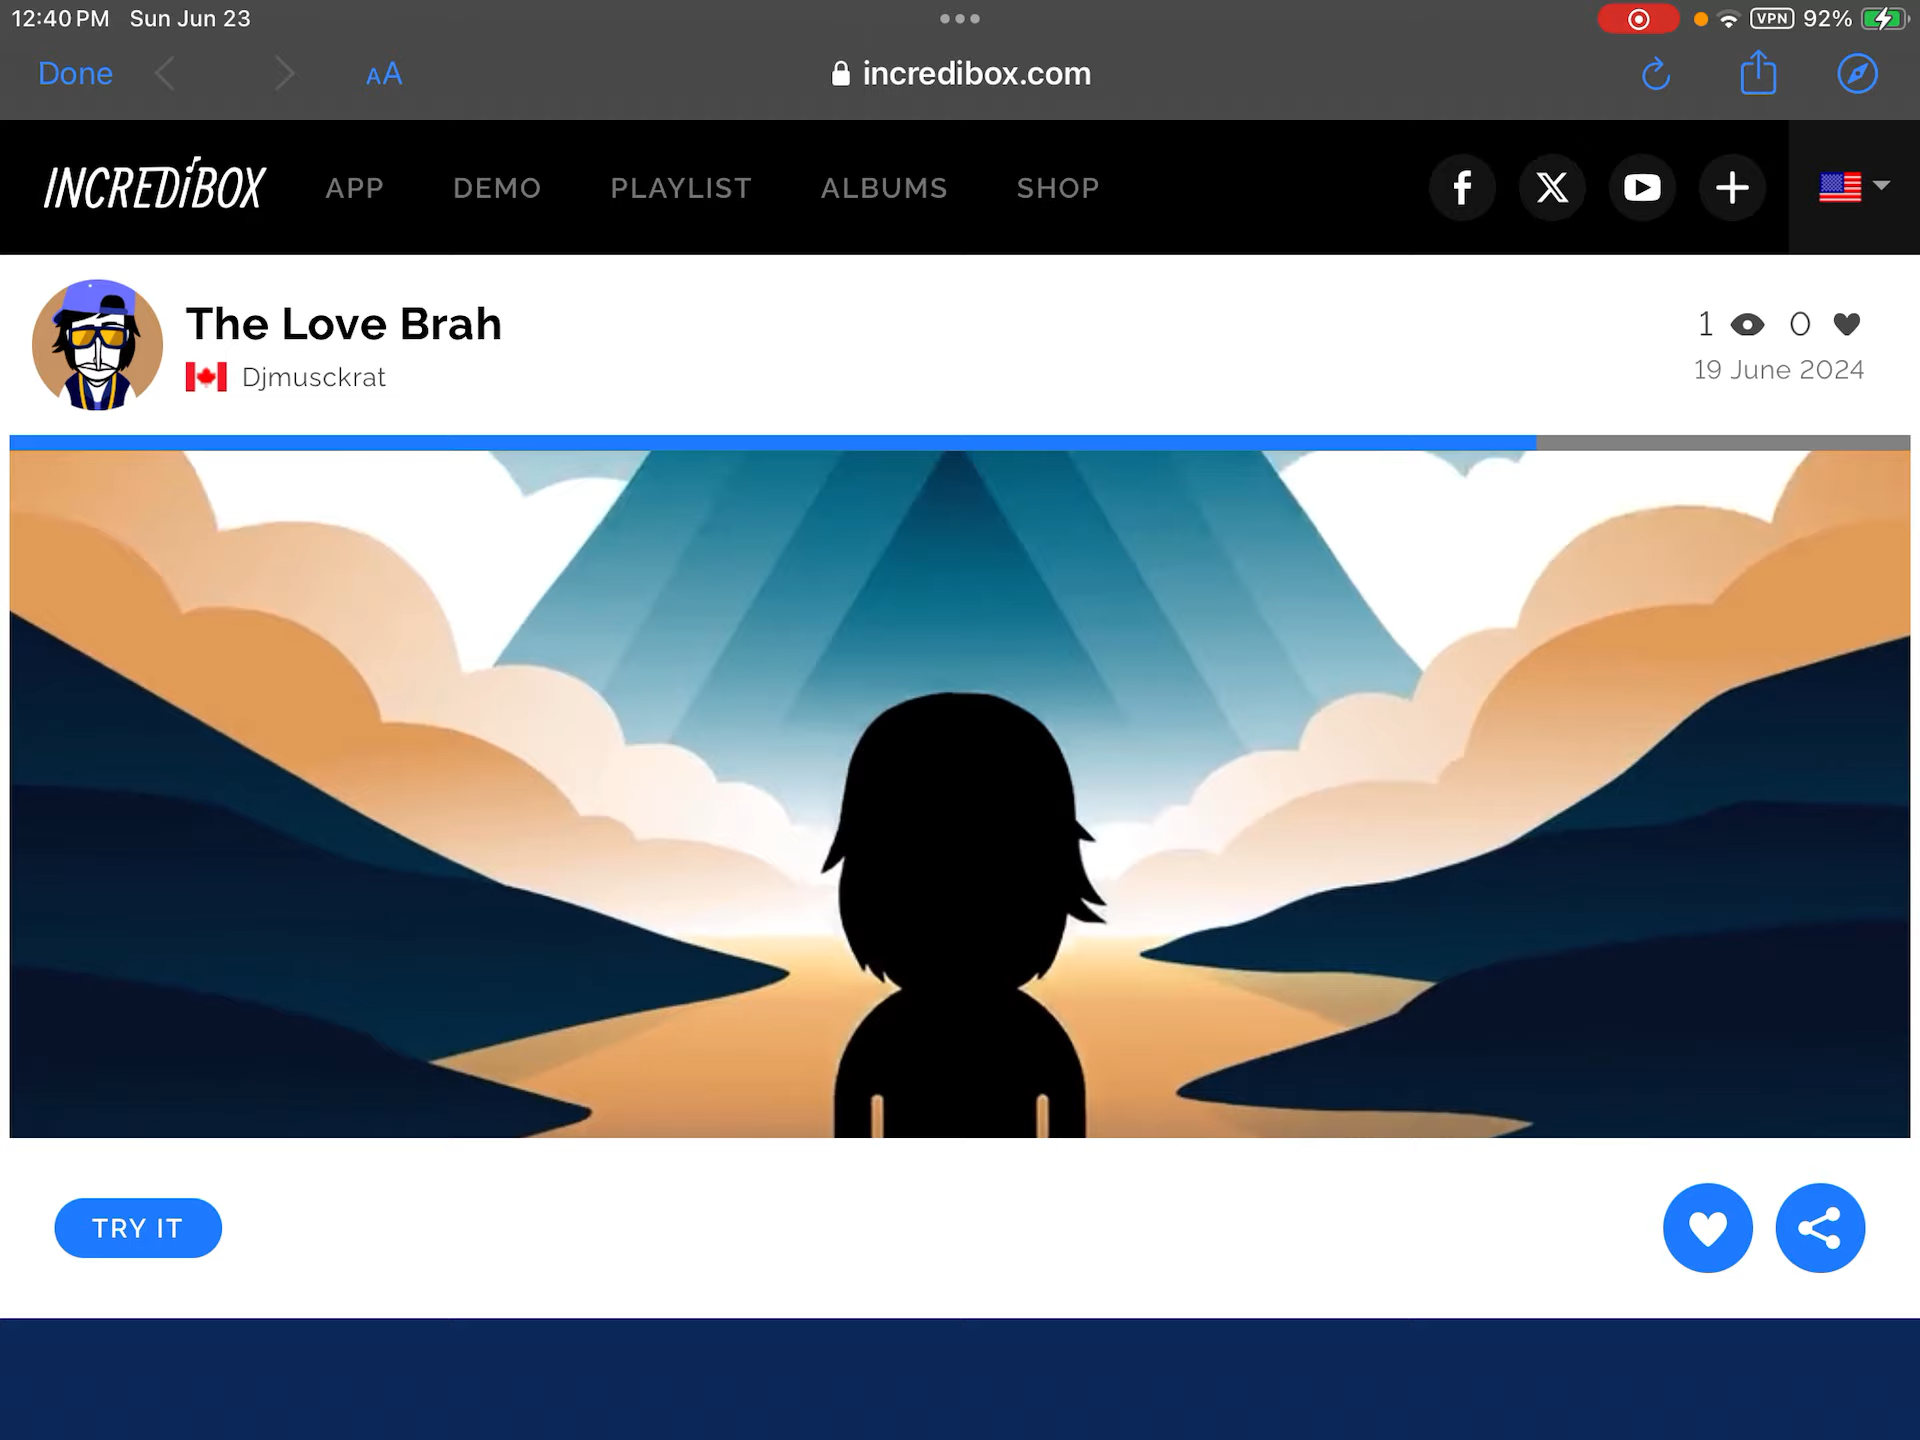 12:40 PM Sun Jun 23
VPN 92%
Done
AA
incredibox.com
INCREDIBOX
APP
DEMO
PLAYLIST
ALBUMS
SHOP
The Love Brah
Djmusckrat
1 0
19 June 2024
TRY IT